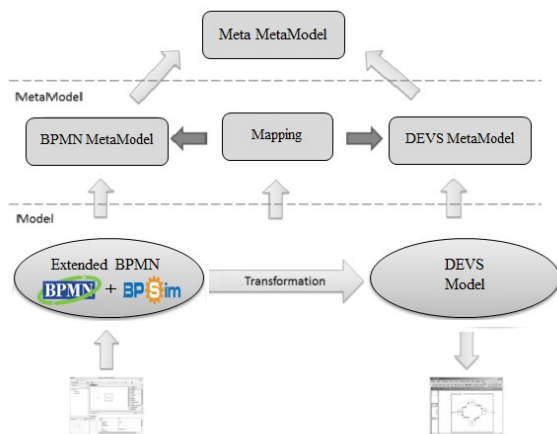 Meta MetaModel
MetaModel
BPMN MetaModel
Mapping
DEVS MetaModel
Model
Extended BPMN
BPMN + BPSim
Transformation
DEVS
Model